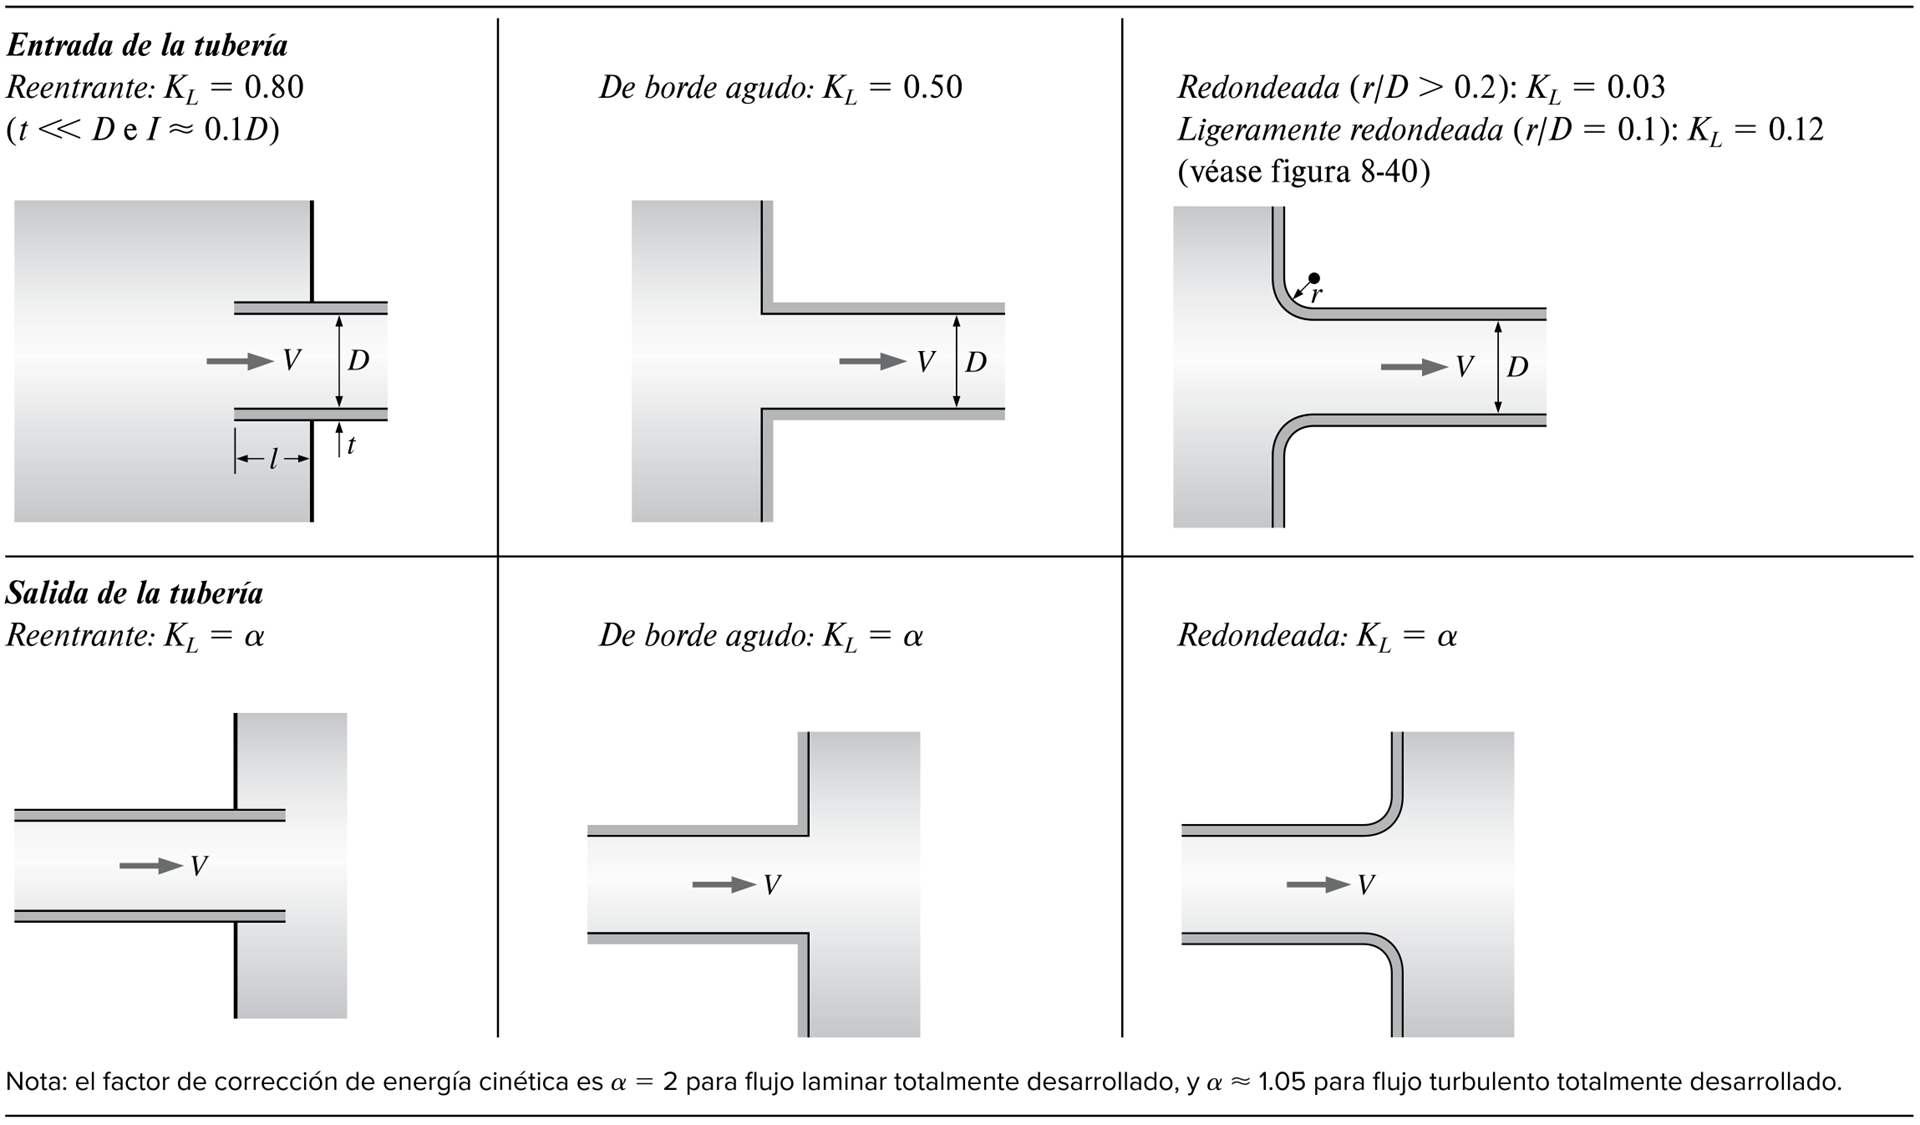 Entrada de la tubería
Reentrante: K_L = 0.80
(t << D e I ≈ 0.1D)
De borde agudo: K_L = 0.50
Redondeada (r/D > 0.2): K_L = 0.03
Ligeramente redondeada (r/D = 0.1): K_L = 0.12
(véase figura 8-40)
V
D
l
t
V
D
r
V
D
Salida de la tubería
Reentrante: K_L = α
De borde agudo: K_L = α
Redondeada: K_L = α
V
V
V
Nota: el factor de corrección de energía cinética es α = 2 para flujo laminar totalmente desarrollado, y α ≈ 1.05 para flujo turbulento totalmente desarrollado.